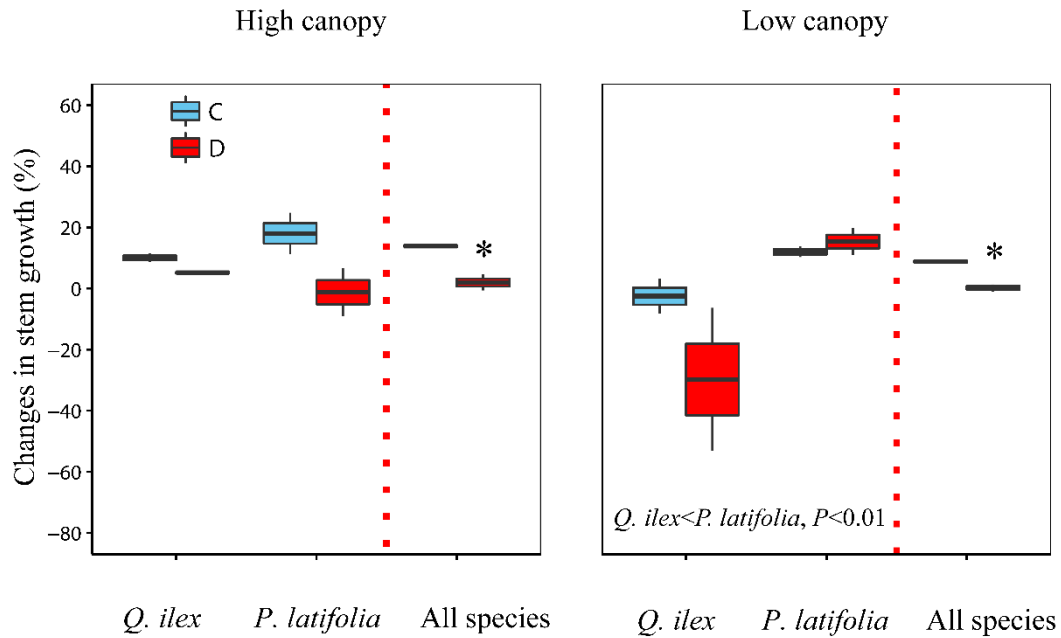 High canopy
Low canopy
Changes in stem growth (%)
60
40
20
0
−20
−40
−60
−80
C
D
*
*
Q. ilex<P. latifolia, P<0.01
Q. ilex P. latifolia All species
Q. ilex P. latifolia All species